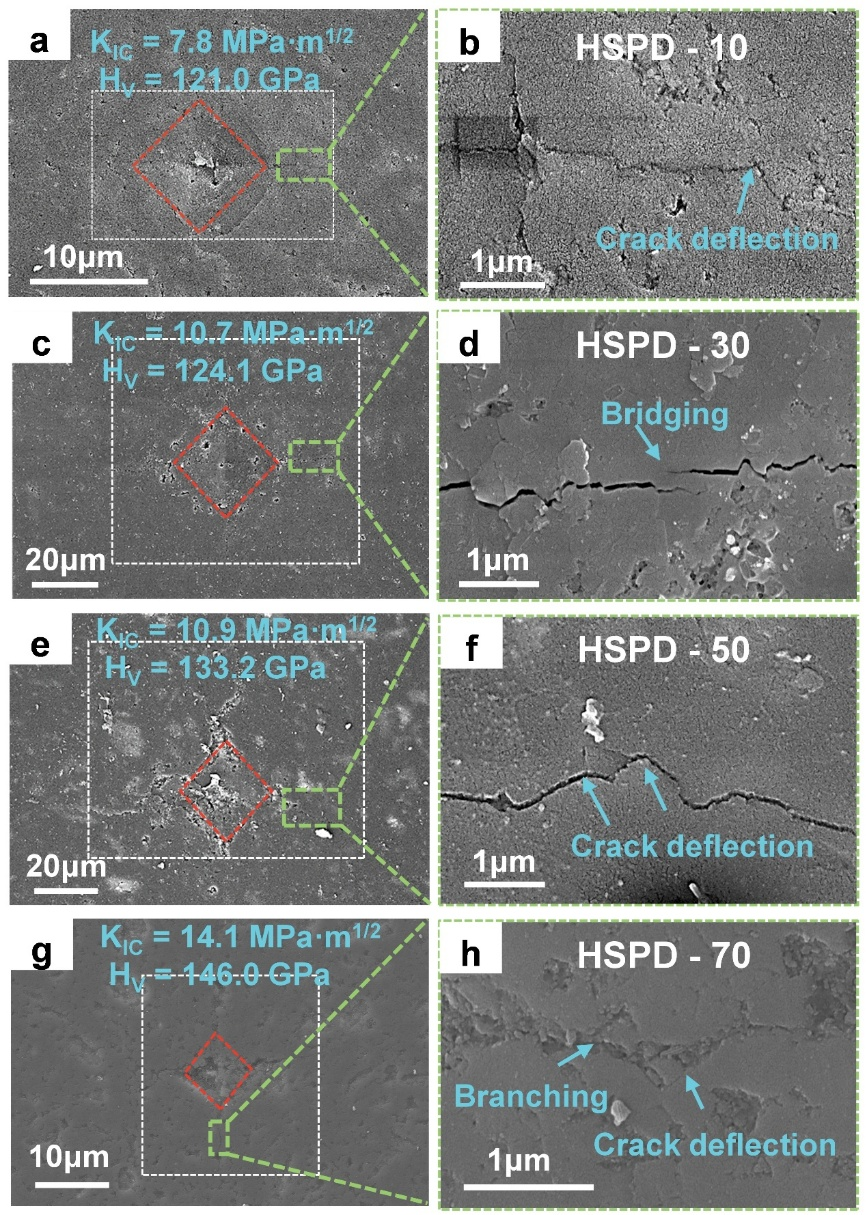 a
K_IC = 7.8 MPa·m^1/2
H_V = 121.0 GPa
10µm
b
HSPD - 10
Crack deflection
1µm
c
K_IC = 10.7 MPa·m^1/2
H_V = 124.1 GPa
20µm
d
HSPD - 30
Bridging
1µm
e
K_IC = 10.9 MPa·m^1/2
H_V = 133.2 GPa
20µm
f
HSPD - 50
Crack deflection
1µm
g
K_IC = 14.1 MPa·m^1/2
H_V = 146.0 GPa
10µm
h
HSPD - 70
Branching
Crack deflection
1µm